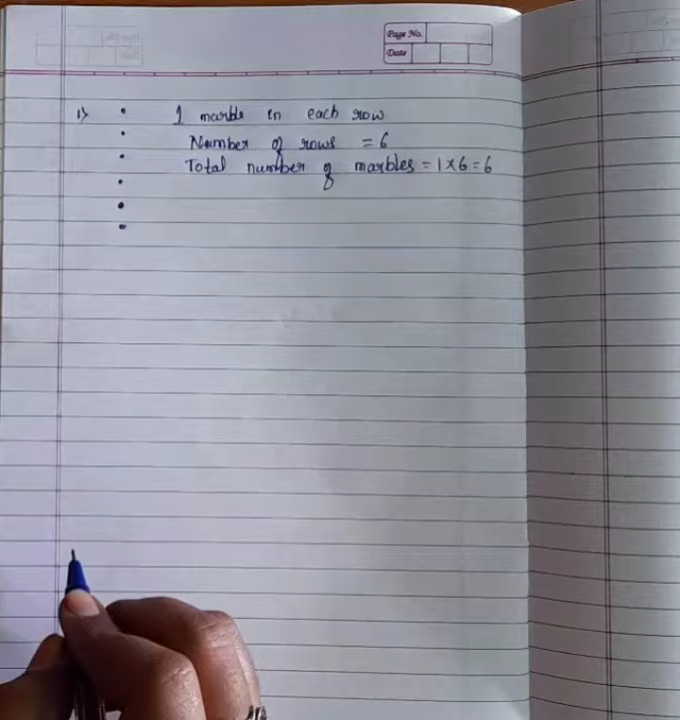 Page No.
Date
1) 1 marble in each row
Number of rows = 6
Total number of marbles = 1 × 6 = 6